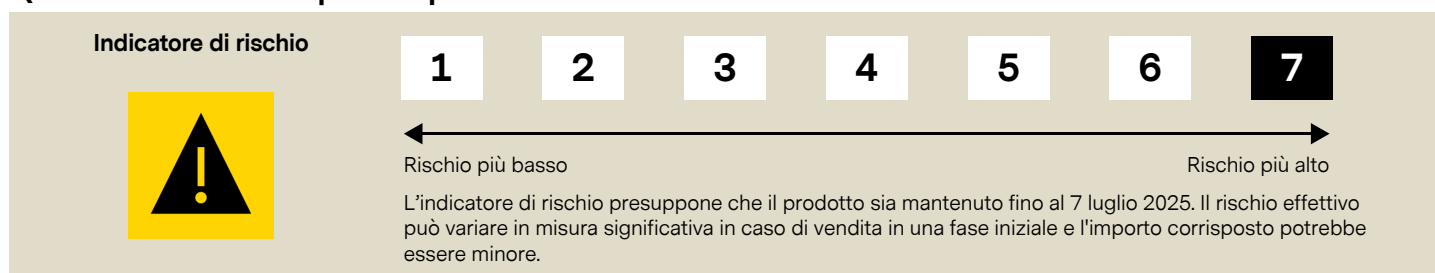 Indicatore di rischio
1 2 3 4 5 6 7
Rischio più basso Rischio più alto
L'indicatore di rischio presuppone che il prodotto sia mantenuto fino al 7 luglio 2025. Il rischio effettivo
può variare in misura significativa in caso di vendita in una fase iniziale e l'importo corrisposto potrebbe
essere minore.